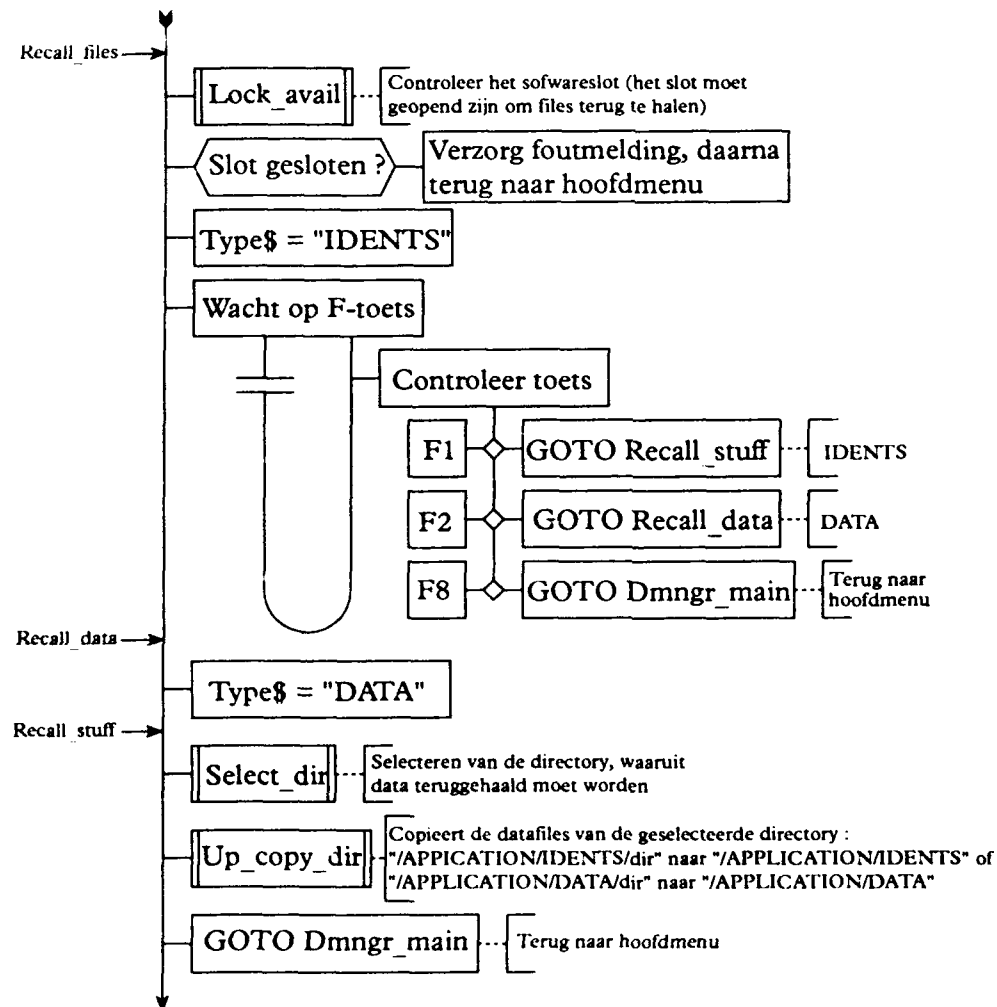 Recall_files
Lock_avail
Controleer het sofwareslot (het slot moet
geopend zijn om files terug te halen)
Slot gesloten ?
Verzorg foutmelding, daarna
terug naar hoofdmenu
Type$ = "IDENTS"
Wacht op F-toets
Controleer toets
F1
GOTO Recall_stuff
IDENTS
F2
GOTO Recall_data
DATA
F8
GOTO Dmngr_main
Terug naar
hoofdmenu
Recall_data
Type$ = "DATA"
Recall_stuff
Select_dir
Selecteren van de directory, waaruit
data teruggehaald moet worden
Up_copy_dir
Copieert de datafiles van de geselecteerde directory :
"/APPICATION/IDENTS/dir" naar "/APPLICATION/IDENTS" of
"/APPLICATION/DATA/dir" naar "/APPLICATION/DATA"
GOTO Dmngr_main
Terug naar hoofdmenu